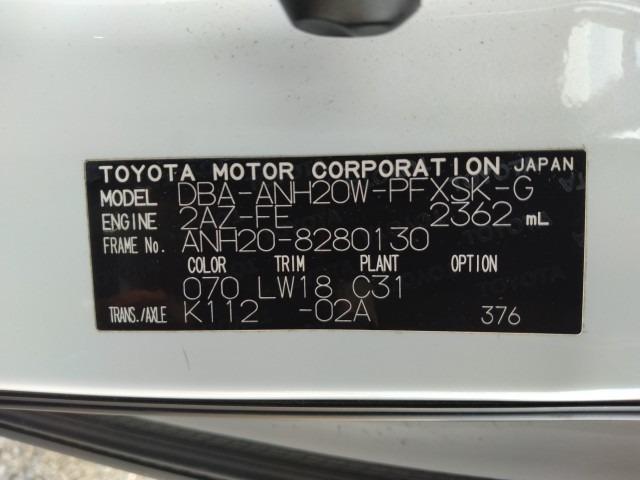 TOYOTA MOTOR CORPORATION JAPAN
MODEL DBA-ANH20W-PFXSK-G
ENGINE 2AZ-FE 2362 mL
FRAME No. ANH20-8280130
COLOR TRIM PLANT OPTION
070 LW18 C31
TRANS./AXLE K112 -02A 376